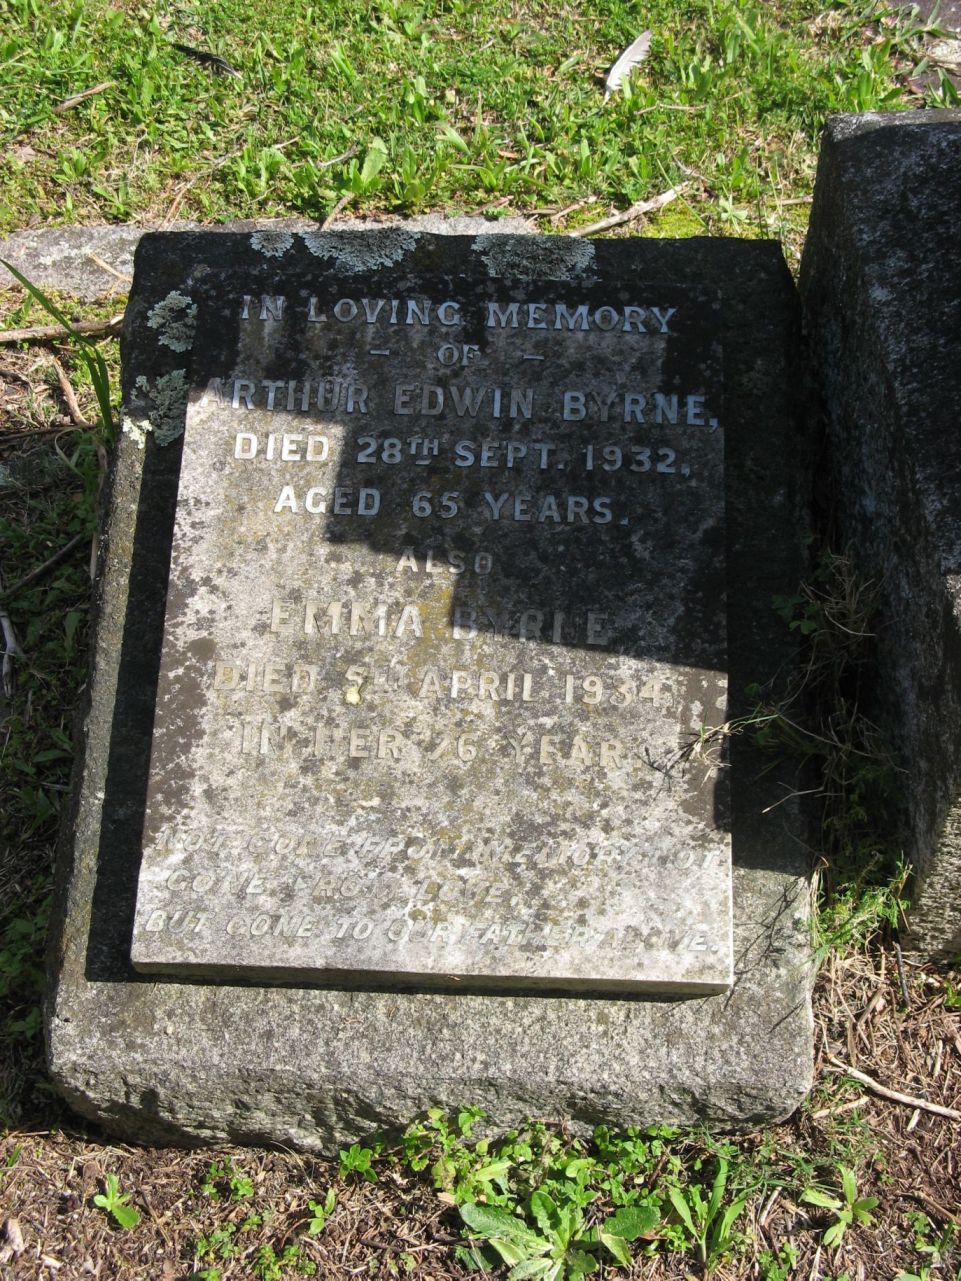 IN LOVING MEMORY
- OF -
ARTHUR EDWIN BYRNE,
DIED 28TH SEPT. 1932,
AGED 65 YEARS.
ALSO
EMMA BYRNE
DIED 5TH APRIL 1934,
IN HER 76 YEAR
NOT GONE FROM MEMORY NOT
GONE FROM LOVE,
BUT GONE TO OUR FATHER ABOVE.